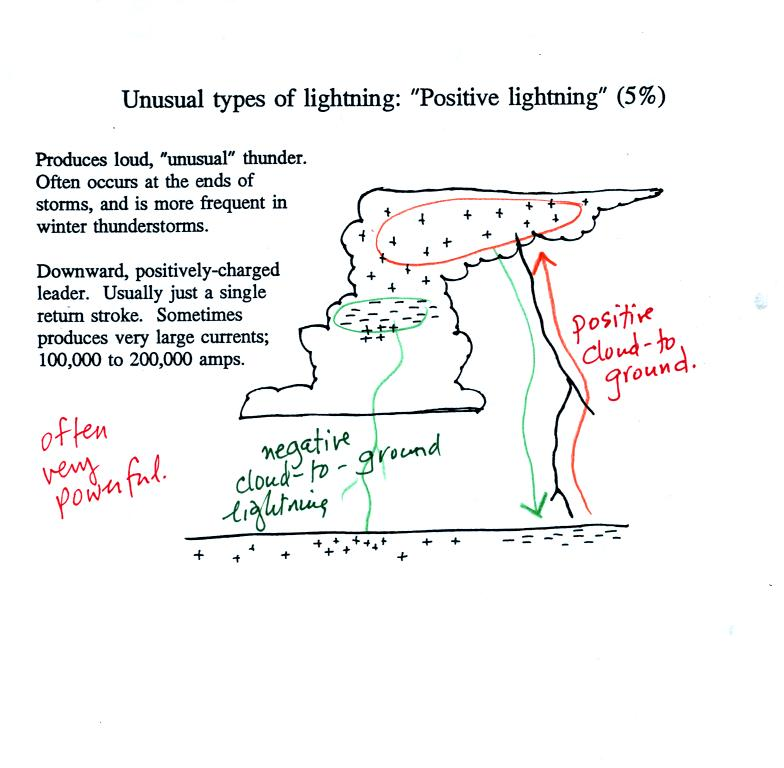 Unusual types of lightning: "Positive lightning" (5%)
Produces loud, "unusual" thunder.
Often occurs at the ends of
storms, and is more frequent in
winter thunderstorms.
Downward, positively-charged
leader. Usually just a single
return stroke. Sometimes
produces very large currents;
100,000 to 200,000 amps.
often
very
powerful.
negative
cloud-to-ground
lightning
positive
cloud-to
ground.